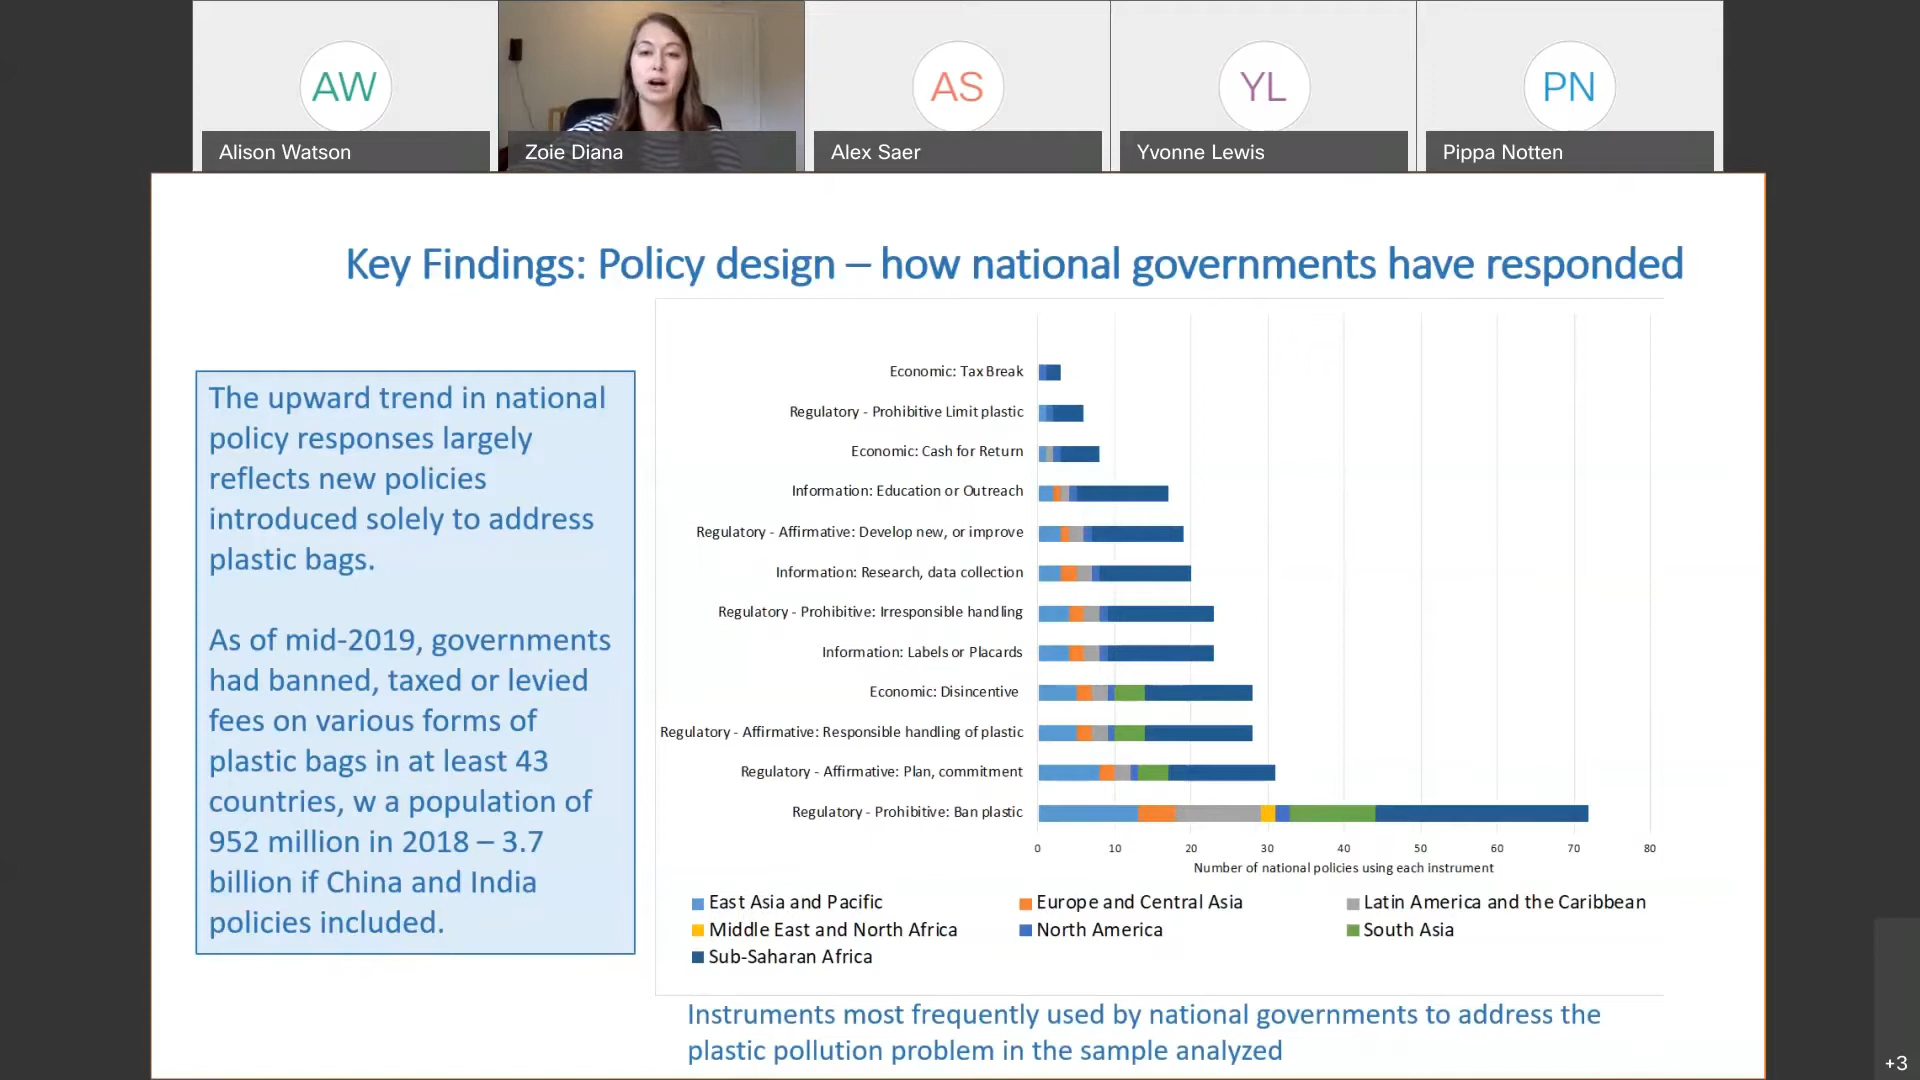 AW
Alison Watson
Zoie Diana
AS
Alex Saer
YL
Yvonne Lewis
PN
Pippa Notten
Key Findings: Policy design – how national governments have responded
The upward trend in national
policy responses largely
reflects new policies
introduced solely to address
plastic bags.
As of mid-2019, governments
had banned, taxed or levied
fees on various forms of
plastic bags in at least 43
countries, w a population of
952 million in 2018 – 3.7
billion if China and India
policies included.
Economic: Tax Break
Regulatory - Prohibitive Limit plastic
Economic: Cash for Return
Information: Education or Outreach
Regulatory - Affirmative: Develop new, or improve
Information: Research, data collection
Regulatory - Prohibitive: Irresponsible handling
Information: Labels or Placards
Economic: Disincentive
Regulatory - Affirmative: Responsible handling of plastic
Regulatory - Affirmative: Plan, commitment
Regulatory - Prohibitive: Ban plastic
0 10 20 30 40 50 60 70 80
Number of national policies using each instrument
East Asia and Pacific Europe and Central Asia Latin America and the Caribbean
Middle East and North Africa North America South Asia
Sub-Saharan Africa
Instruments most frequently used by national governments to address the
plastic pollution problem in the sample analyzed
+3